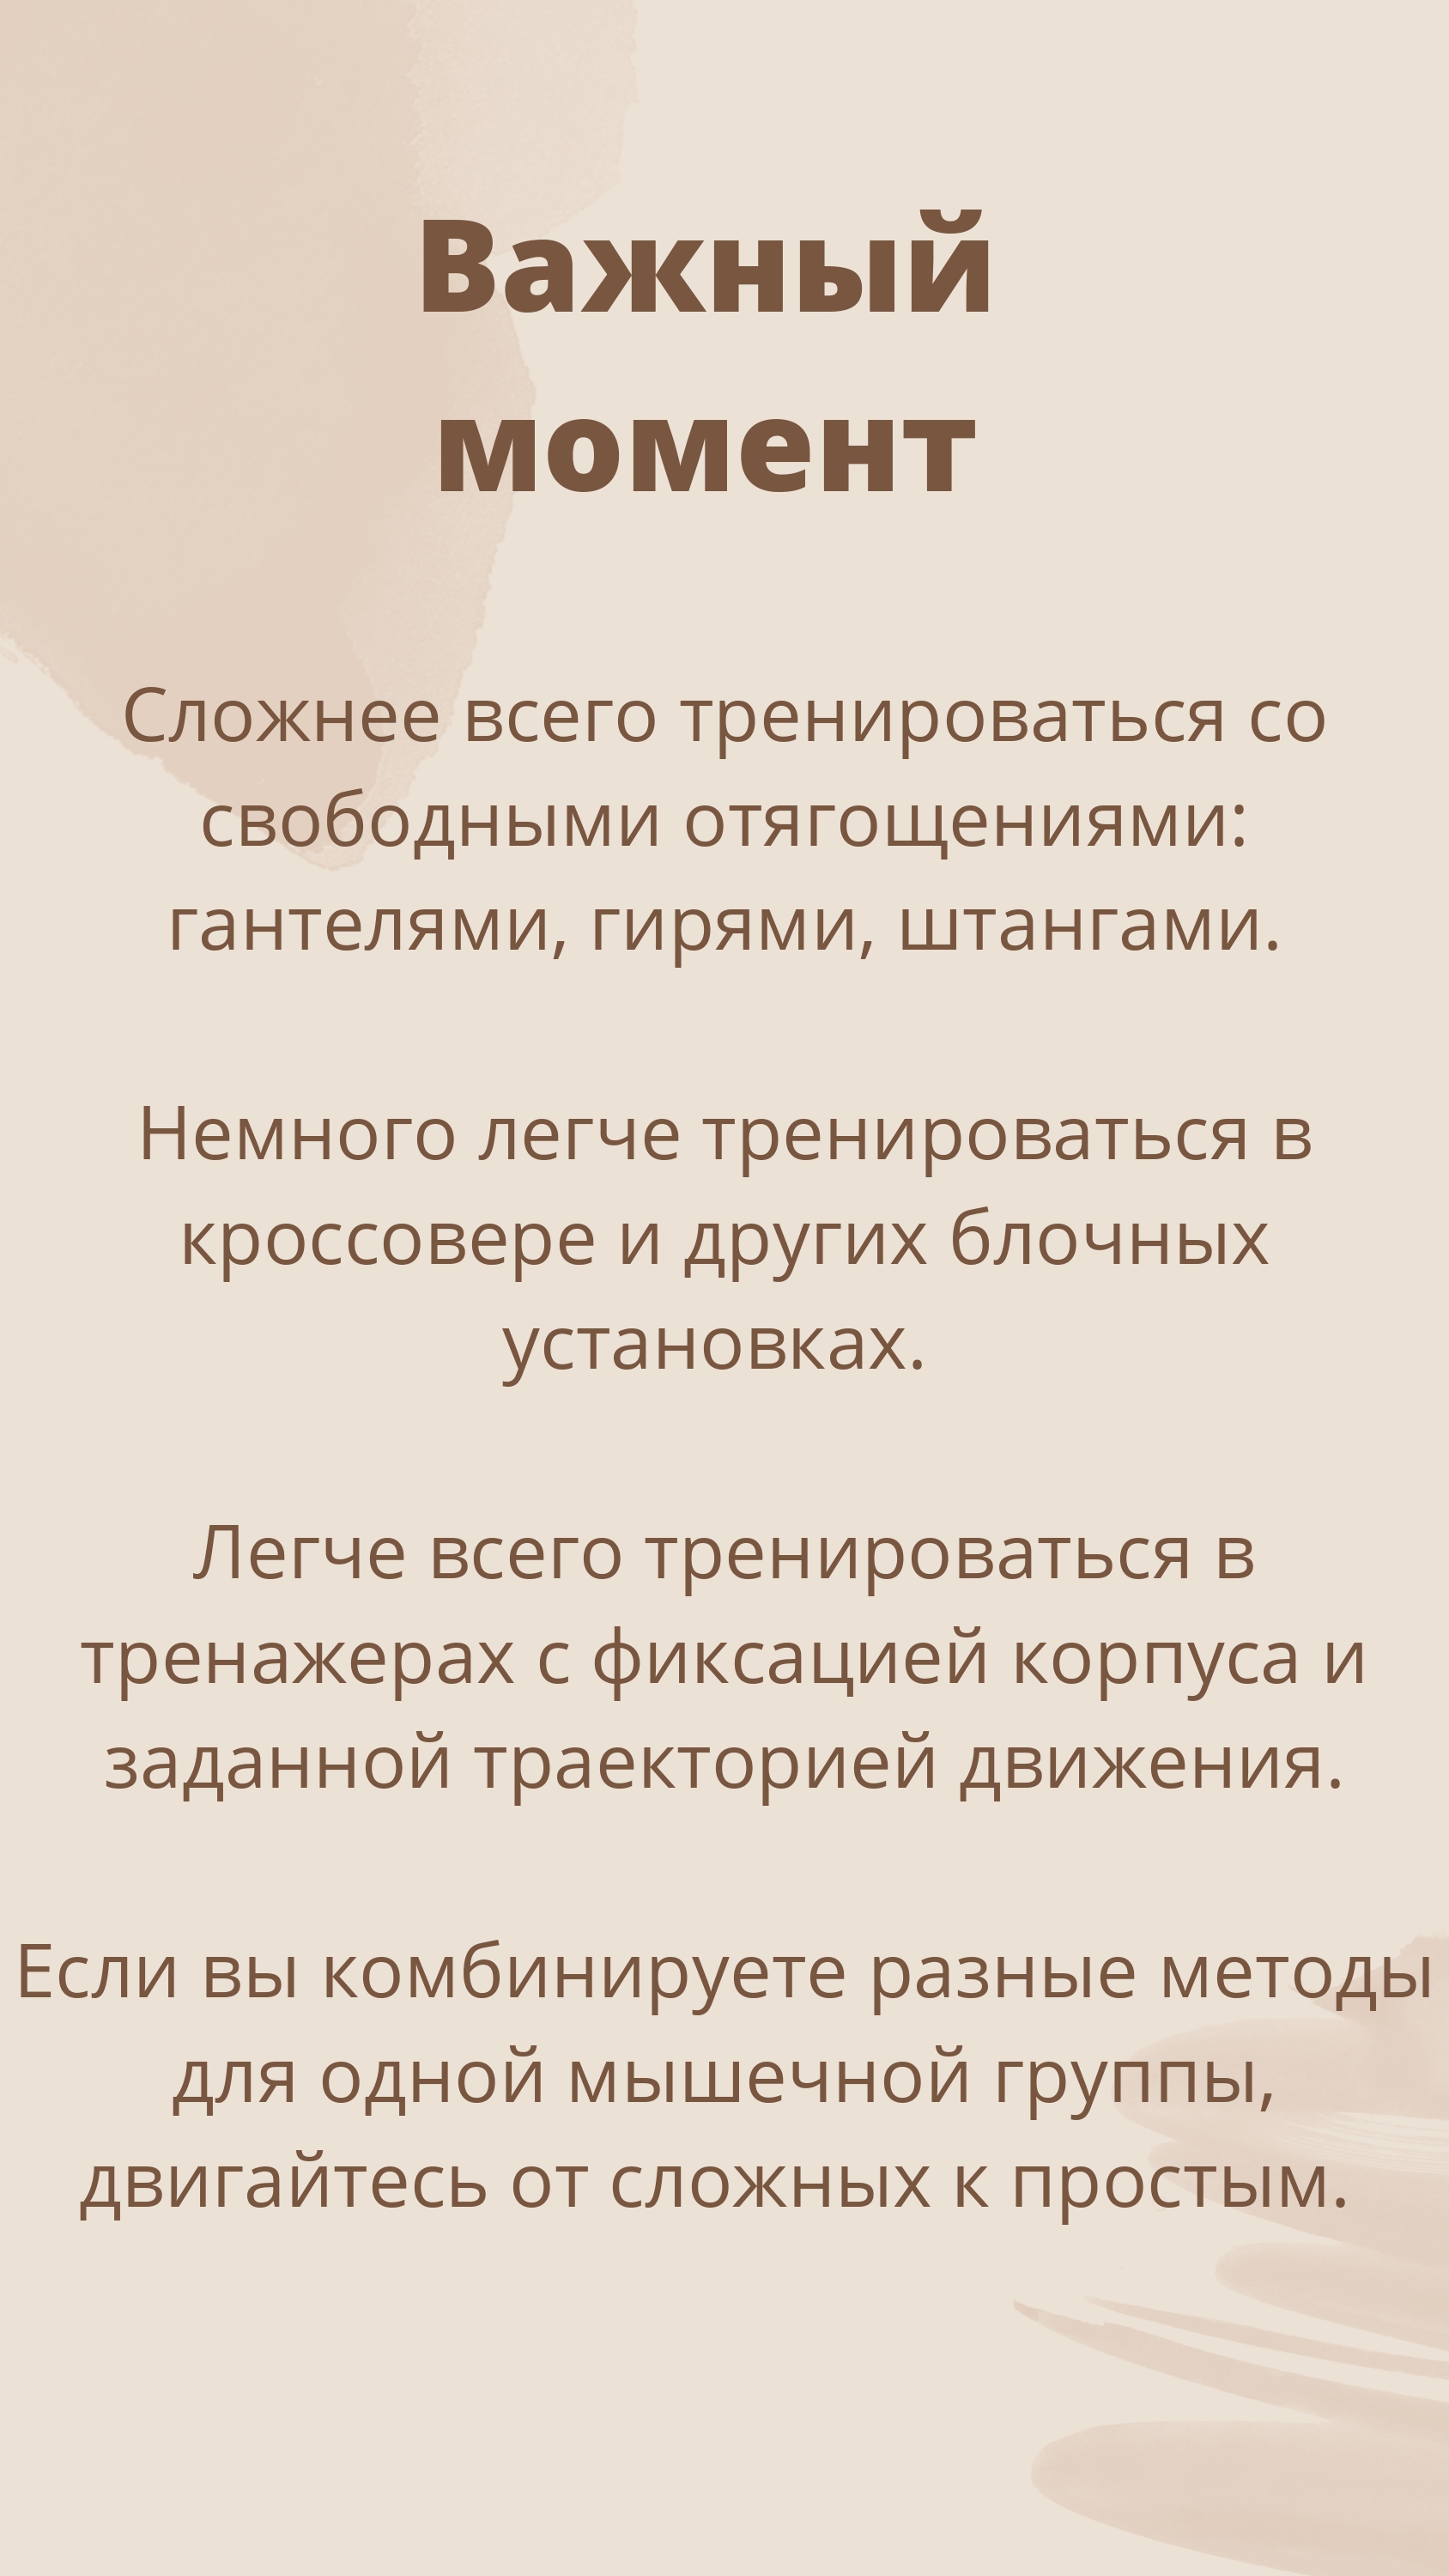 Важный
момент
Сложнее всего тренироваться со
свободными отягощениями:
гантелями, гирями, штангами.
Немного легче тренироваться в
кроссовере и других блочных
установках.
Легче всего тренироваться в
тренажерах с фиксацией корпуса и
заданной траекторией движения.
Если вы комбинируете разные методы
для одной мышечной группы,
двигайтесь от сложных к простым.